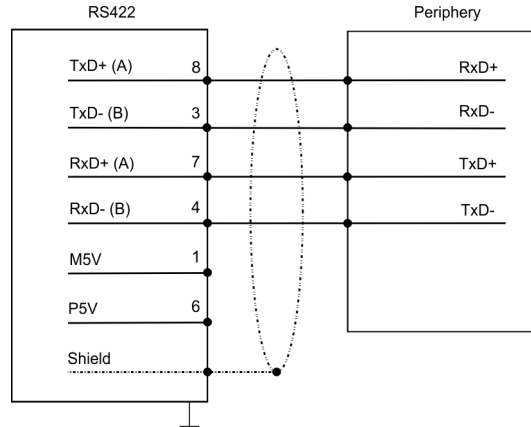 RS422 Periphery
TxD+ (A) 8 RxD+
TxD- (B) 3 RxD-
RxD+ (A) 7 TxD+
RxD- (B) 4 TxD-
M5V 1
P5V 6
Shield